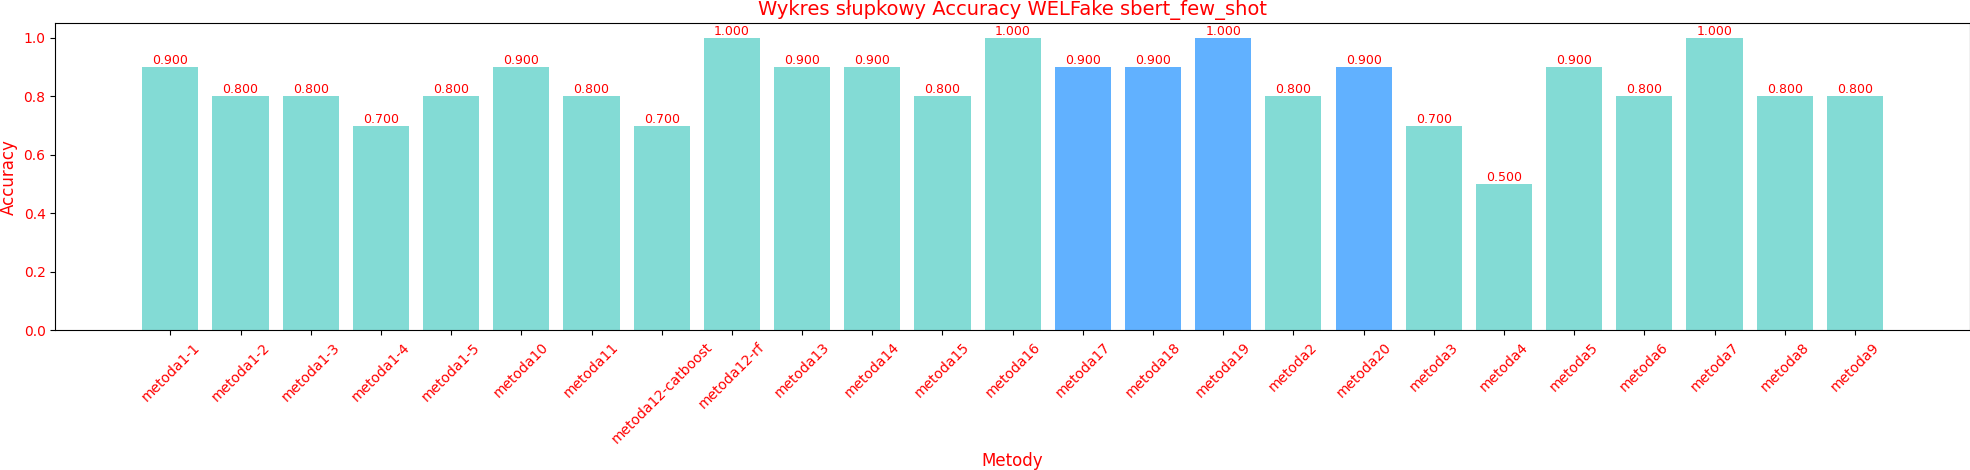 Wykres słupkowy Accuracy WELFake sbert_few_shot
Accuracy
1.0
0.8
0.6
0.4
0.2
0.0
0.900
0.800
0.800
0.700
0.800
0.900
0.800
0.700
1.000
0.900
0.900
0.800
1.000
0.900
0.900
1.000
0.800
0.900
0.700
0.500
0.900
0.800
1.000
0.800
0.800
metoda1-1
metoda1-2
metoda1-3
metoda1-4
metoda1-5
metoda10
metoda11
metoda12-catboost
metoda12-rf
metoda13
metoda14
metoda15
metoda16
metoda17
metoda18
metoda19
metoda2
metoda20
metoda3
metoda4
metoda5
metoda6
metoda7
metoda8
metoda9
Metody